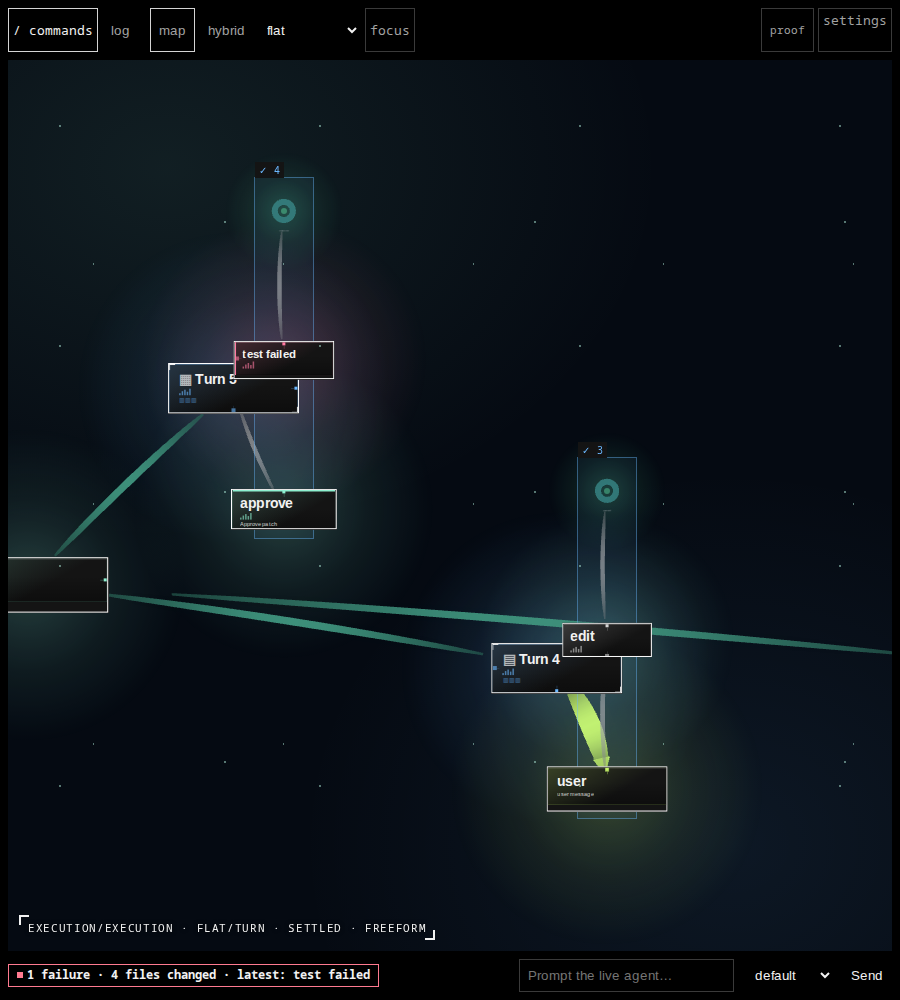 / commands log map hybrid flat focus proof settings
✓ 4
test failed
Turn 5
approve
Approve patch
✓ 3
edit
Turn 4
user
user message
EXECUTION/EXECUTION · FLAT/TURN · SETTLED · FREEFORM
1 failure · 4 files changed · latest: test failed
Prompt the live agent… default Send